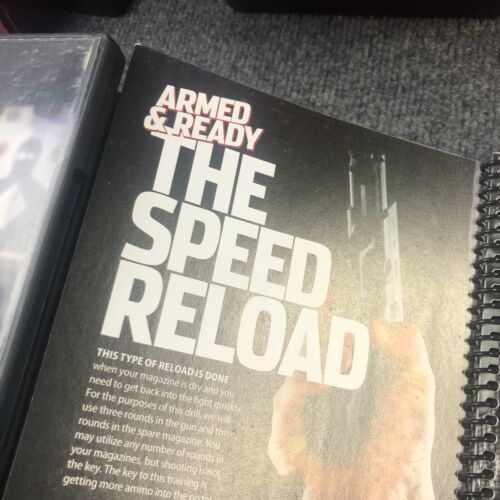 ARMED
& READY
THE
SPEED
RELOAD
THIS TYPE OF RELOAD IS DONE
when your magazine is dry and you
need to get back into the fight quickly.
For the purposes of this drill, we will
use three rounds in the gun and three
rounds in the spare magazine. You
may utilize any number of rounds in
your magazines, but shooting is not
the key. The key to this training is
getting more ammo into the